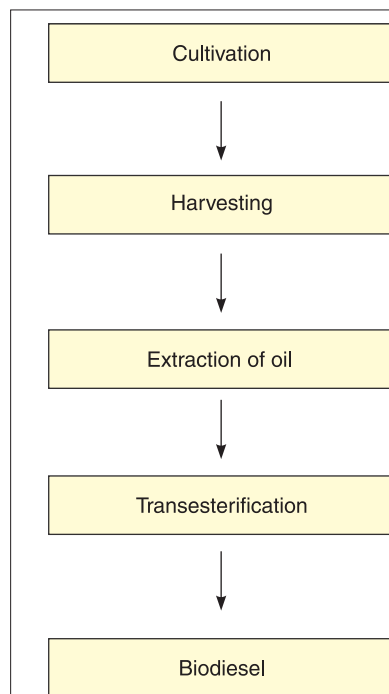 Cultivation
Harvesting
Extraction of oil
Transesterification
Biodiesel